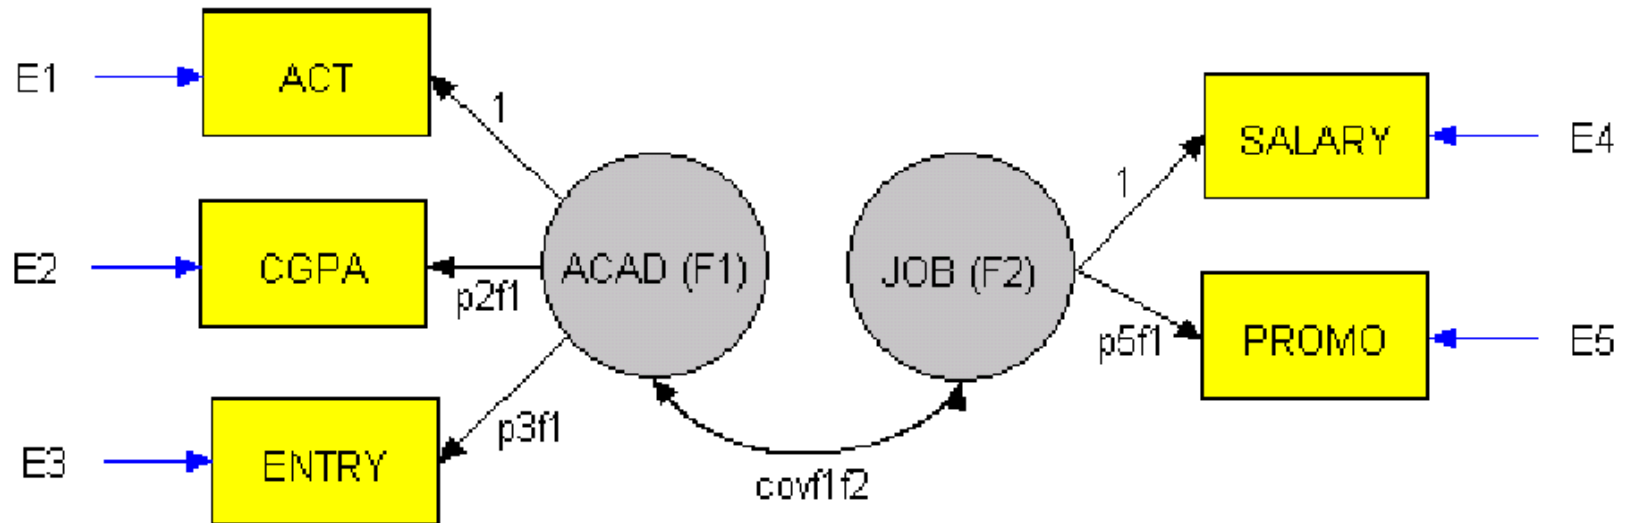 E1
ACT
1
E2
CGPA
p2f1
ACAD (F1)
E3
ENTRY
p3f1
covf1f2
JOB (F2)
1
SALARY
E4
p5f1
PROMO
E5